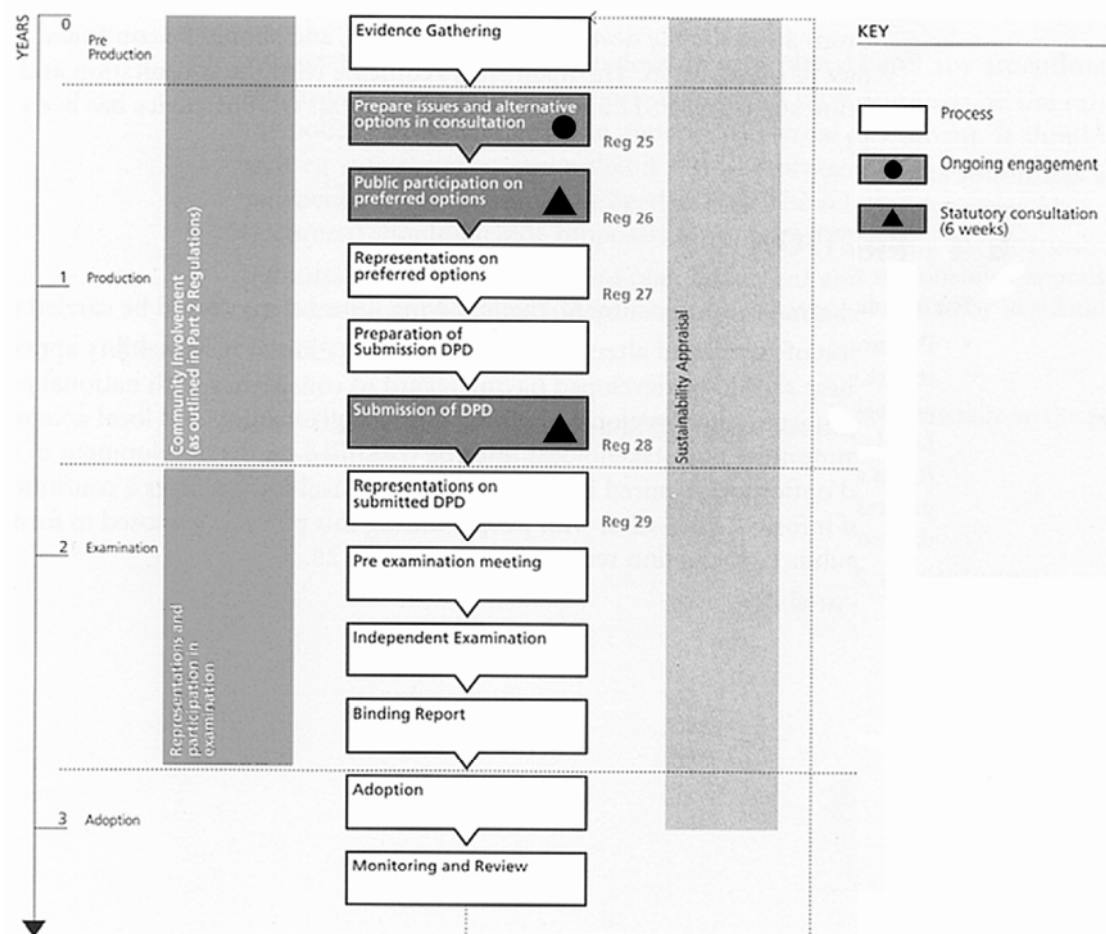 YEARS
0
Pre
Production
1
Production
2
Examination
3
Adoption
Community Involvement
(as outlined in Part 2 Regulations)
Representations and
participation in
examination
Evidence Gathering
Prepare issues and alternative
options in consultation
Reg 25
Public participation on
preferred options
Reg 26
Representations on
preferred options
Reg 27
Preparation of
Submission DPD
Submission of DPD
Reg 28
Representations on
submitted DPD
Reg 29
Pre examination meeting
Independent Examination
Binding Report
Adoption
Monitoring and Review
Sustainability Appraisal
KEY
Process
Ongoing engagement
Statutory consultation
(6 weeks)